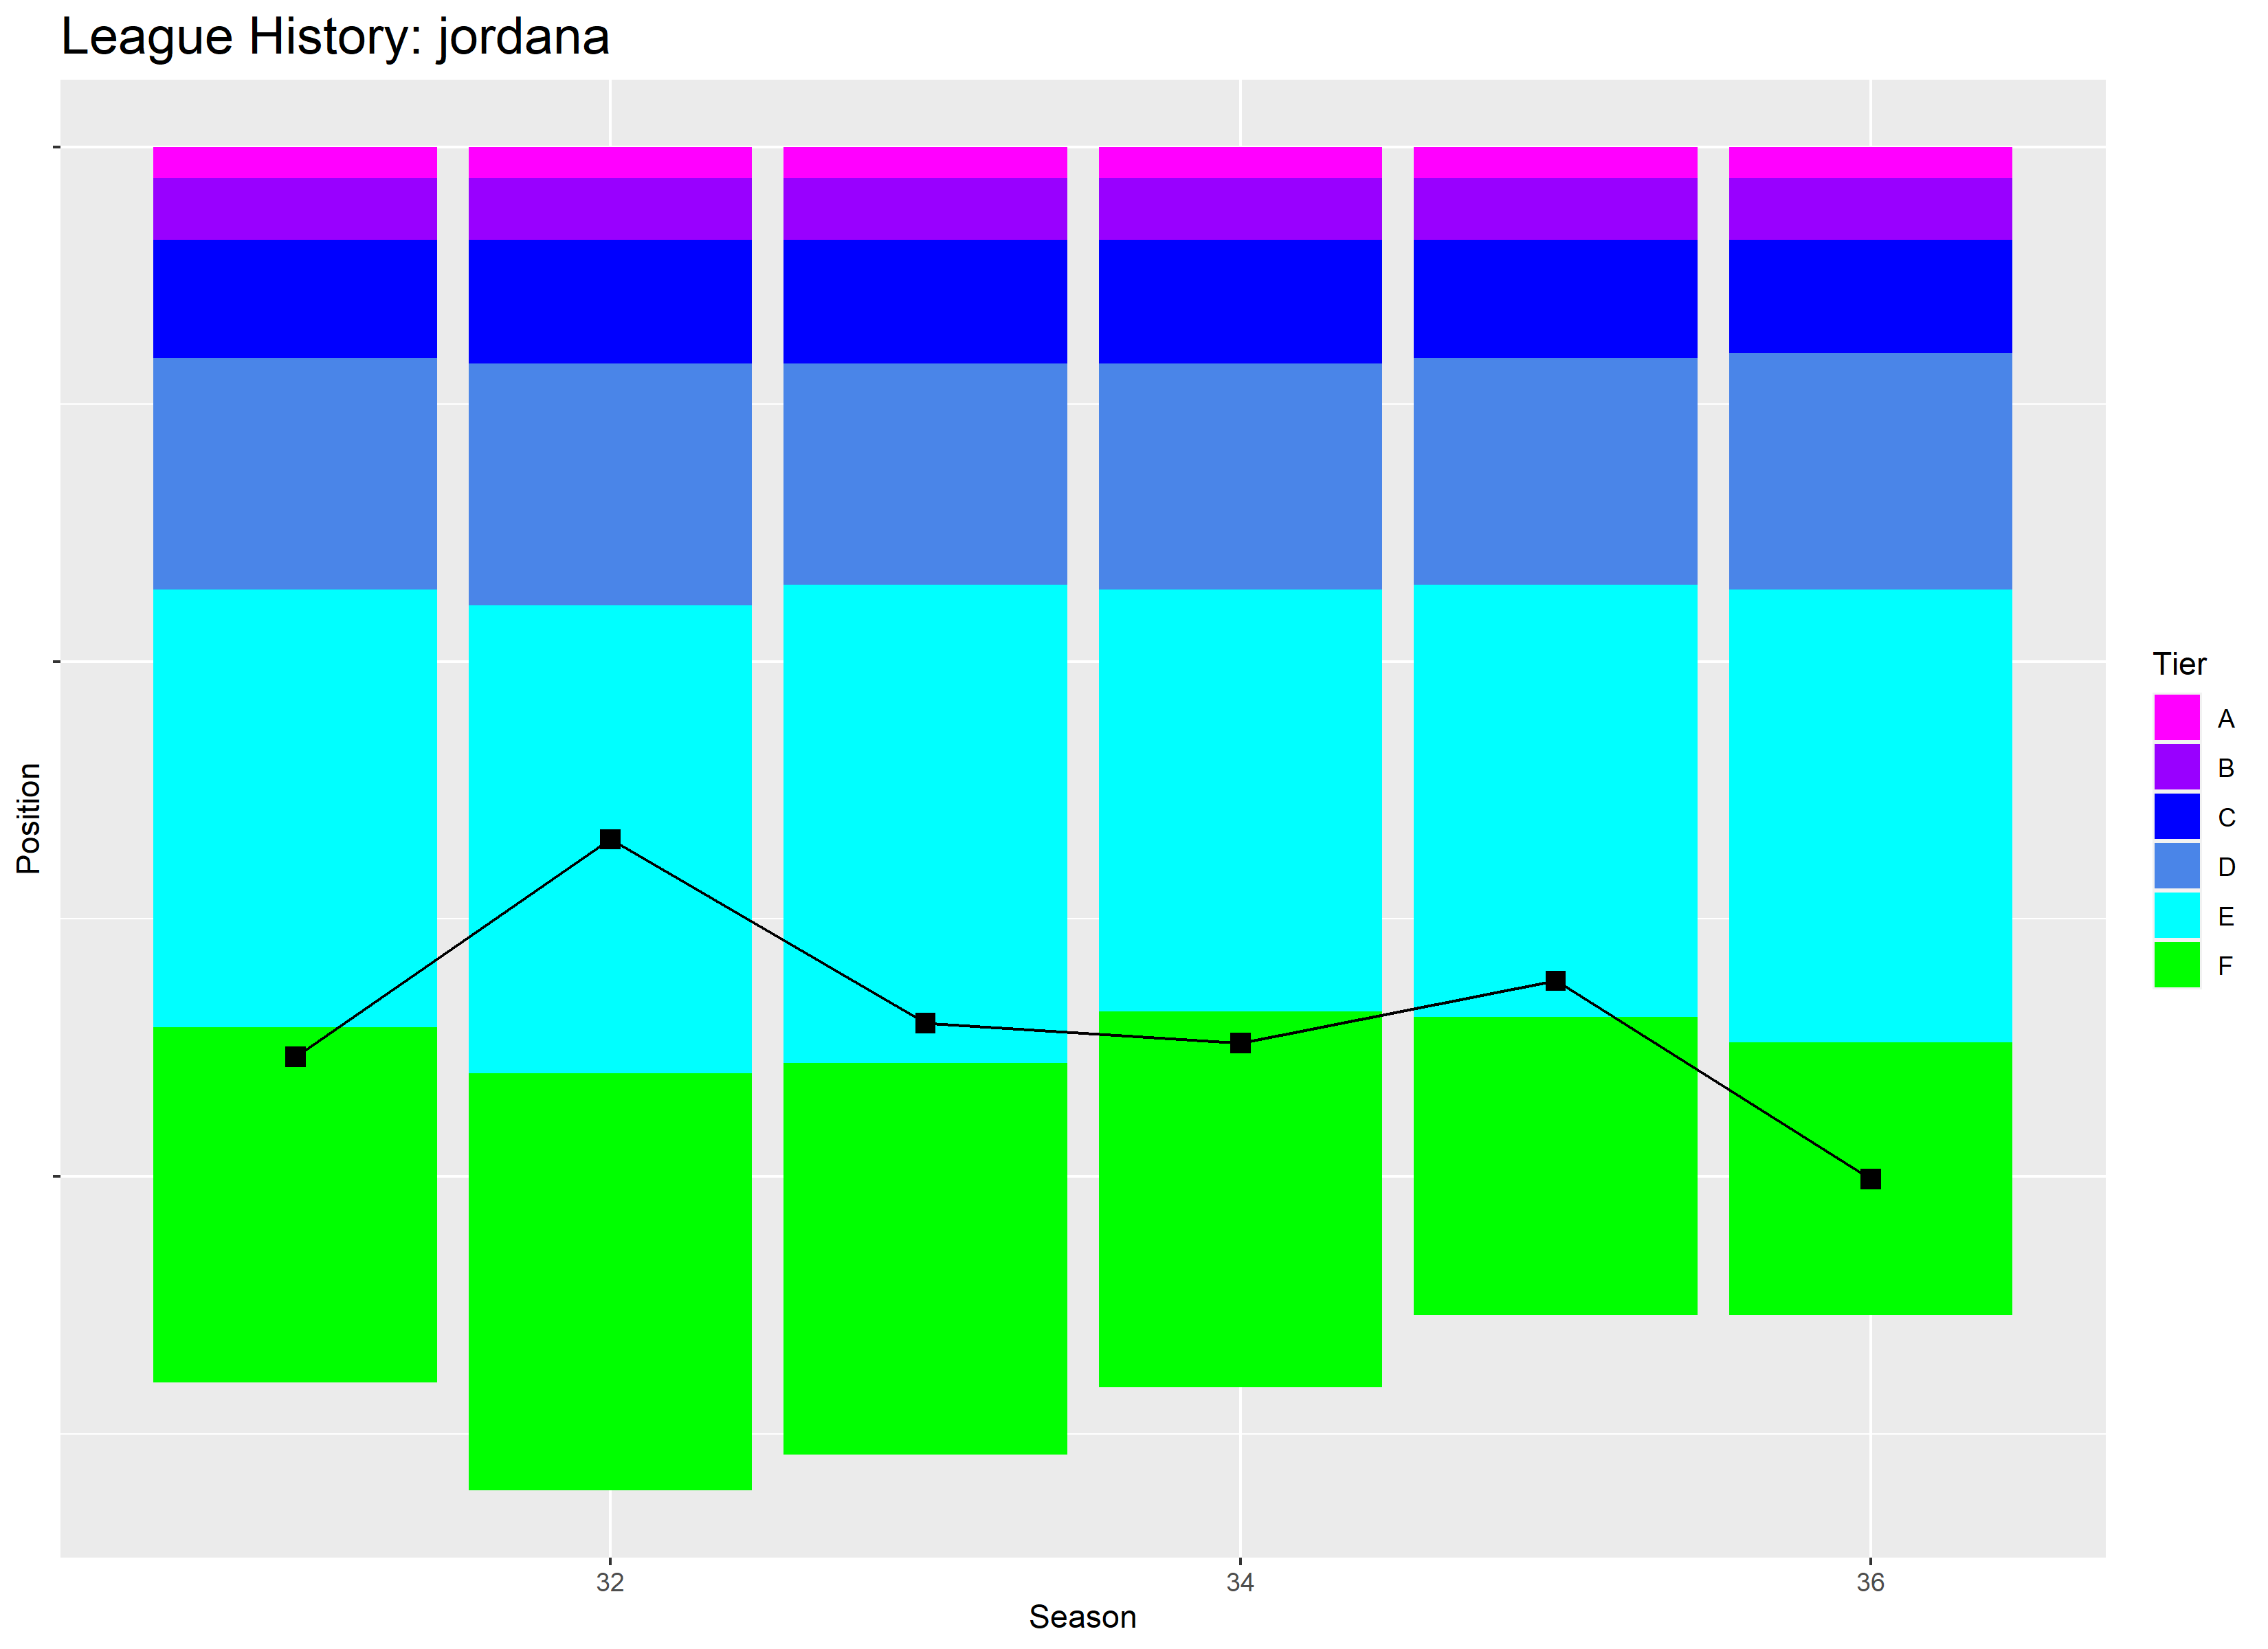 League History: jordana
Position
Tier
A
B
C
D
E
F
32
34
36
Season